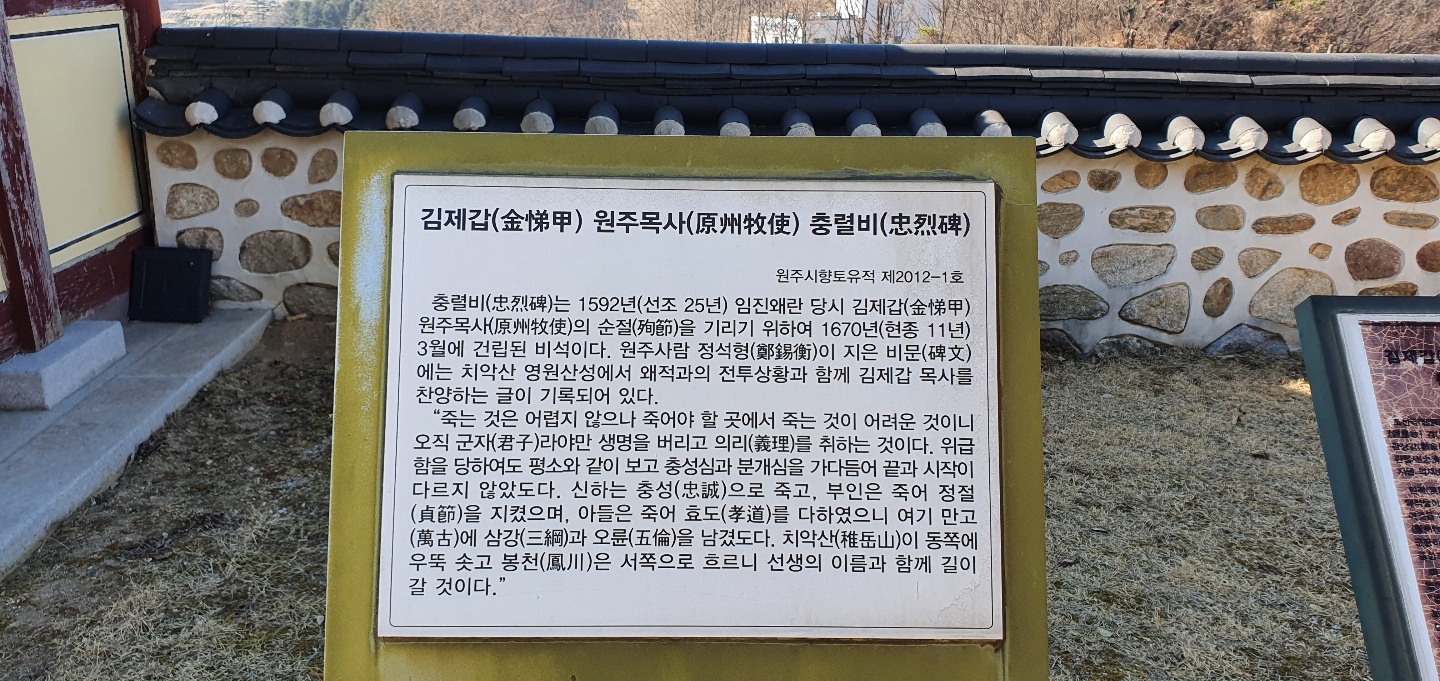 김제갑(金悌甲) 원주목사(原州牧使) 충렬비(忠烈碑)
원주시향토유적 제2012-1호
충렬비(忠烈碑)는 1592년(선조 25년) 임진왜란 당시 김제갑(金悌甲)
원주목사(原州牧使)의 순절(殉節)을 기리기 위하여 1670년(현종 11년)
3월에 건립된 비석이다. 원주사람 정석형(鄭錫衡)이 지은 비문(碑文)
에는 치악산 영원산성에서 왜적과의 전투상황과 함께 김제갑 목사를
찬양하는 글이 기록되어 있다.
“죽는 것은 어렵지 않으나 죽어야 할 곳에서 죽는 것이 어려운 것이니
오직 군자(君子)라야만 생명을 버리고 의리(義理)를 취하는 것이다. 위급
함을 당하여도 평소와 같이 보고 충성심과 분개심을 가다듬어 끝과 시작이
다르지 않았도다. 신하는 충성(忠誠)으로 죽고, 부인은 죽어 정절
(貞節)을 지켰으며, 아들은 죽어 효도(孝道)를 다하였으니 여기 만고
(萬古)에 삼강(三綱)과 오륜(五倫)을 남겼도다. 치악산(稚岳山)이 동쪽에
우뚝 솟고 봉천(鳳川)은 서쪽으로 흐르니 선생의 이름과 함께 길이
갈 것이다.”
김제갑